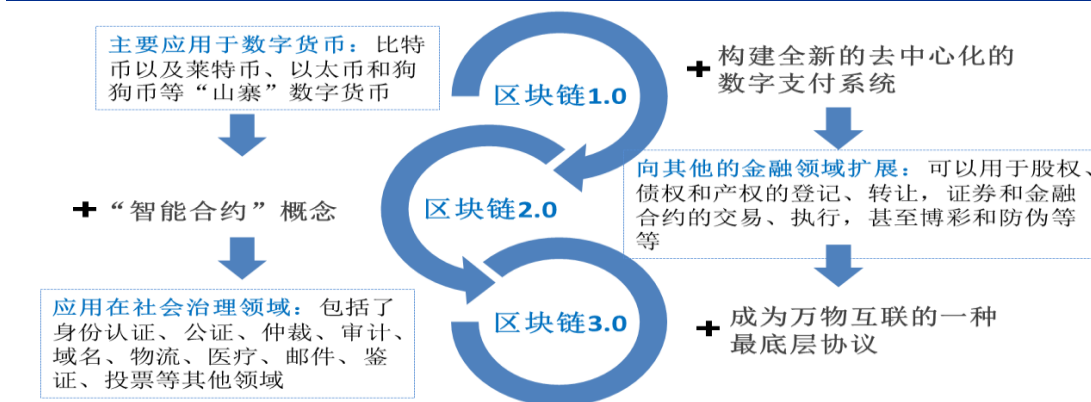 主要应用于数字货币：比特
币以及莱特币、以太币和狗
狗币等“山寨”数字货币
区块链1.0
+ 构建全新的去中心化的
数字支付系统
+ “智能合约”概念
区块链2.0
向其他的金融领域扩展：可以用于股权、
债权和产权的登记、转让，证券和金融
合约的交易、执行，甚至博彩和防伪等
等
应用在社会治理领域：包括了
身份认证、公证、仲裁、审计、
域名、物流、医疗、邮件、鉴
证、投票等其他领域
区块链3.0
+ 成为万物互联的一种
最底层协议